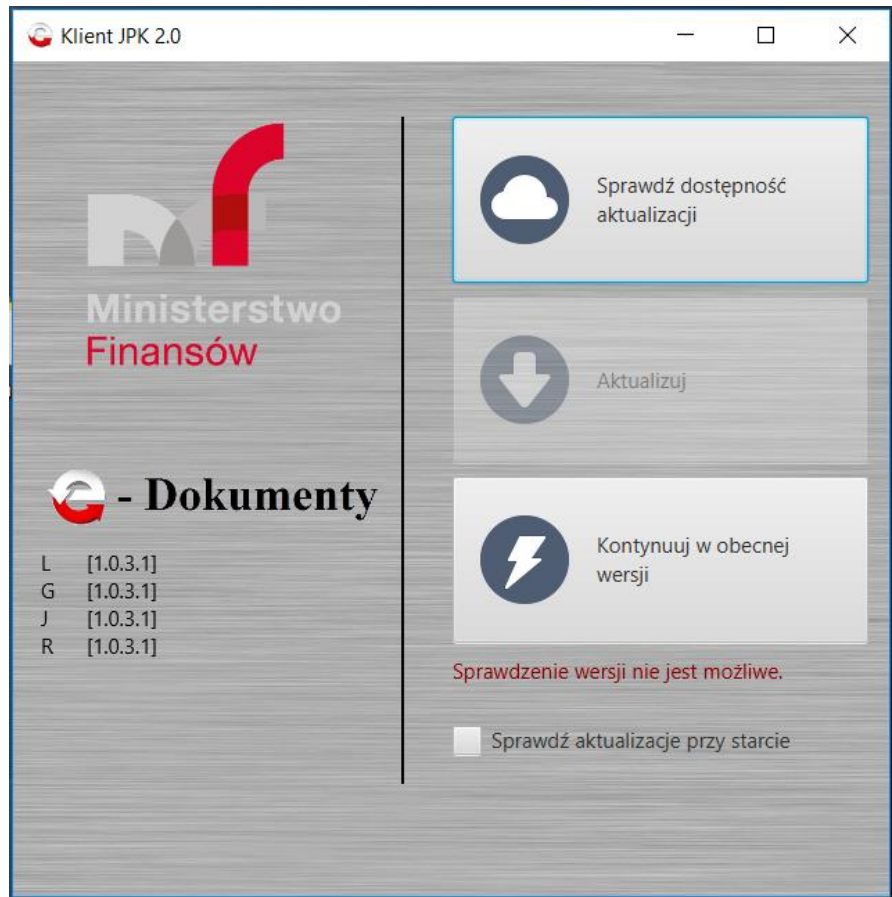 Klient JPK 2.0
Ministerstwo
Finansów
e - Dokumenty
L [1.0.3.1]
G [1.0.3.1]
J [1.0.3.1]
R [1.0.3.1]
Sprawdź dostępność
aktualizacji
Aktualizuj
Kontynuuj w obecnej
wersji
Sprawdzenie wersji nie jest możliwe.
Sprawdź aktualizacje przy starcie